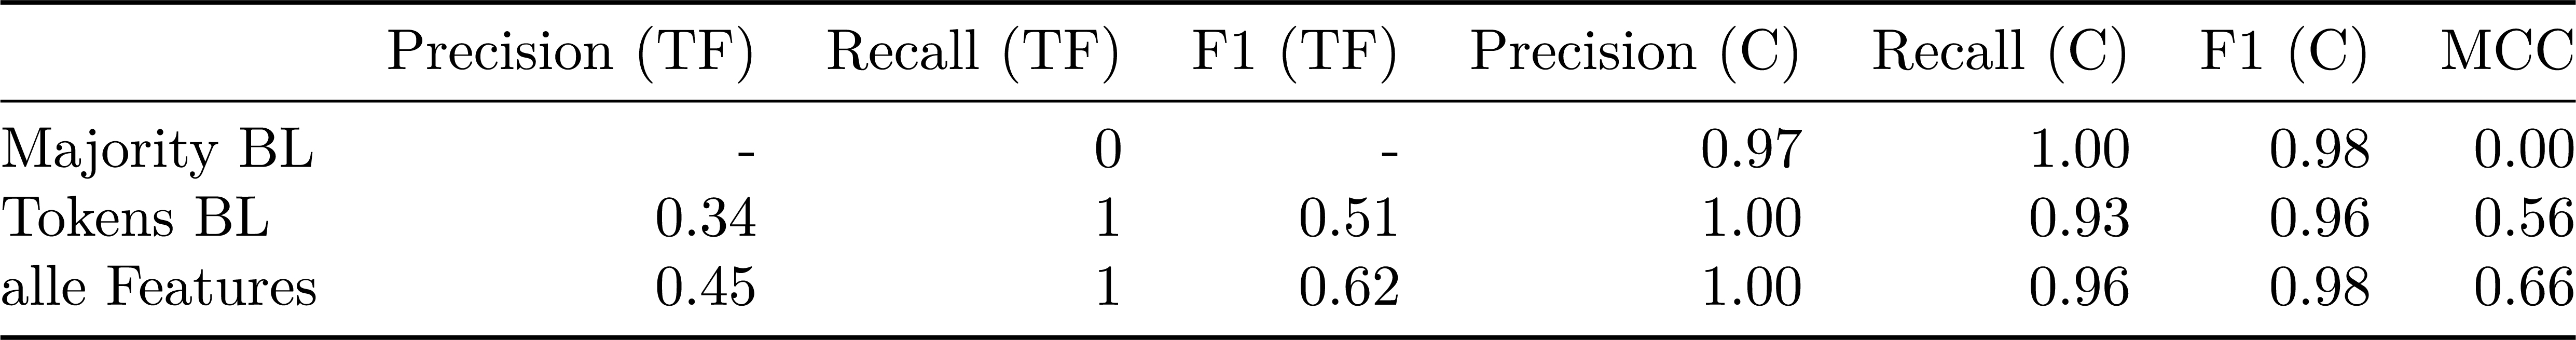 Precision (TF) Recall (TF) F1 (TF) Precision (C) Recall (C) F1 (C) MCC
Majority BL - 0 - 0.97 1.00 0.98 0.00
Tokens BL 0.34 1 0.51 1.00 0.93 0.96 0.56
alle Features 0.45 1 0.62 1.00 0.96 0.98 0.66